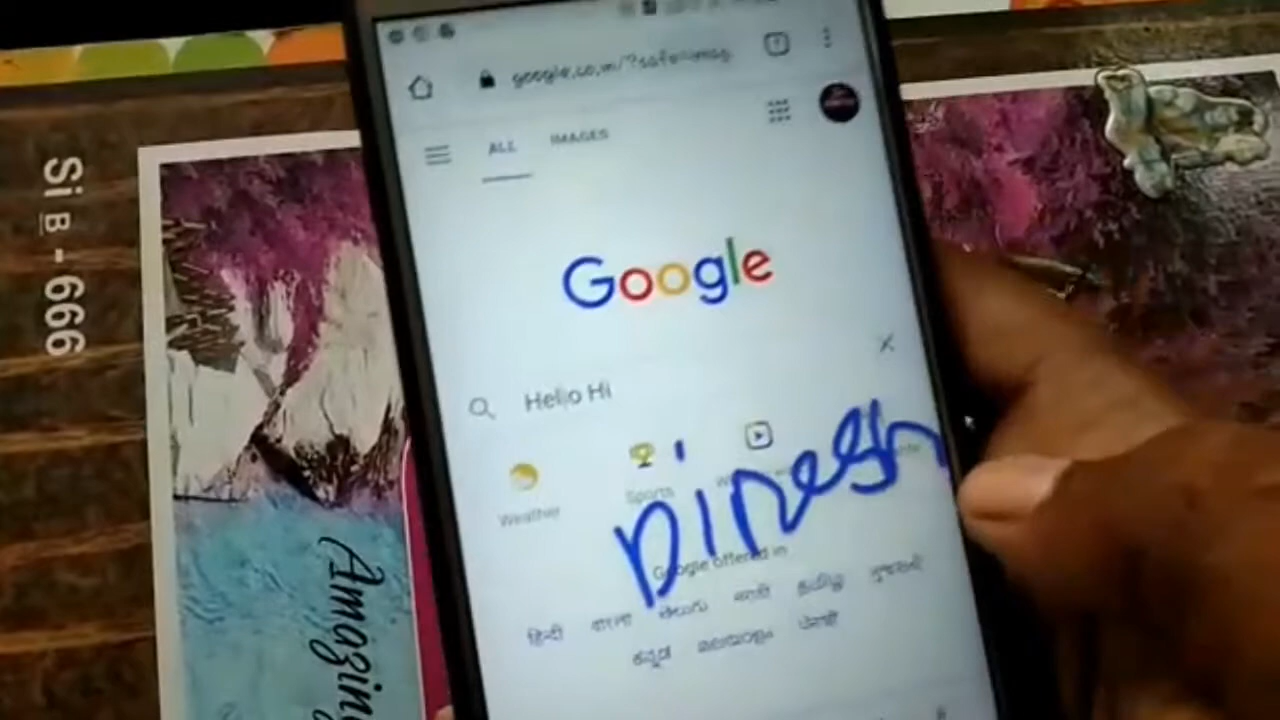 Si B - 666
google.co.in/?safe=imag
ALL IMAGES
Google
Hello Hi
Weather Sports
Dinesh
Google offered in
हिन्दी বাংলা తెలుగు मराठी தமிழ் ગુજરાતી
ಕನ್ನಡ മലയാളം ਪੰਜਾਬੀ
Amazing